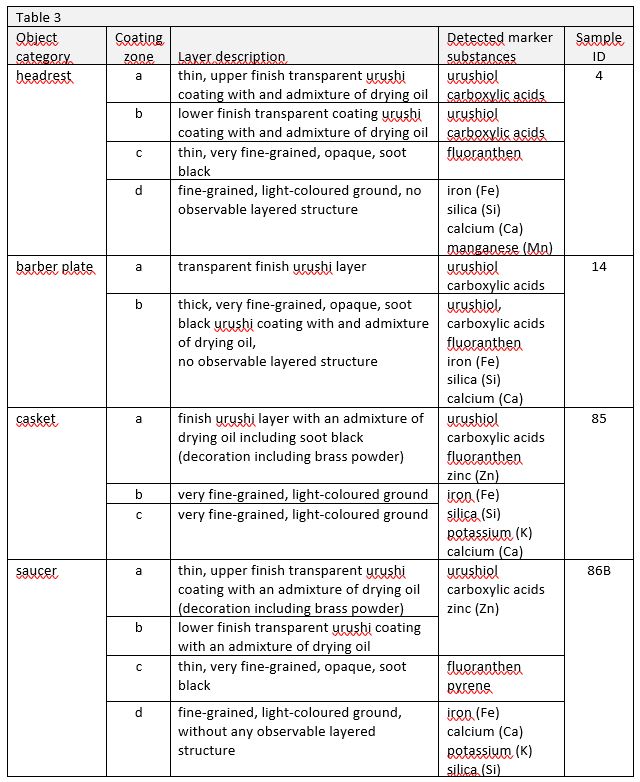 Table 3
Object category
Coating zone
Layer description
Detected marker substances
Sample ID
headrest
a
thin, upper finish transparent urushi
coating with and admixture of drying oil
urushiol
carboxylic acids
4
b
lower finish transparent coating urushi
coating with and admixture of drying oil
urushiol
carboxylic acids
c
thin, very fine-grained, opaque, soot
black
fluoranthen
d
fine-grained, light-coloured ground, no
observable layered structure
iron (Fe)
silica (Si)
calcium (Ca)
manganese (Mn)
barber plate
a
transparent finish urushi layer
urushiol
carboxylic acids
14
b
thick, very fine-grained, opaque, soot
black urushi coating with and admixture
of drying oil,
no observable layered structure
urushiol,
carboxylic acids
fluoranthen
iron (Fe)
silica (Si)
calcium (Ca)
casket
a
finish urushi layer with an admixture of
drying oil including soot black
(decoration including brass powder)
urushiol
carboxylic acids
fluoranthen
zinc (Zn)
85
b
very fine-grained, light-coloured ground
c
very fine-grained, light-coloured ground
iron (Fe)
silica (Si)
potassium (K)
calcium (Ca)
saucer
a
thin, upper finish transparent urushi
coating with an admixture of drying oil
(decoration including brass powder)
urushiol
carboxylic acids
zinc (Zn)
86B
b
lower finish transparent urushi coating
with an admixture of drying oil
c
thin, very fine-grained, opaque, soot
black
fluoranthen
pyrene
d
fine-grained, light-coloured ground,
without any observable layered
structure
iron (Fe)
calcium (Ca)
potassium (K)
silica (Si)